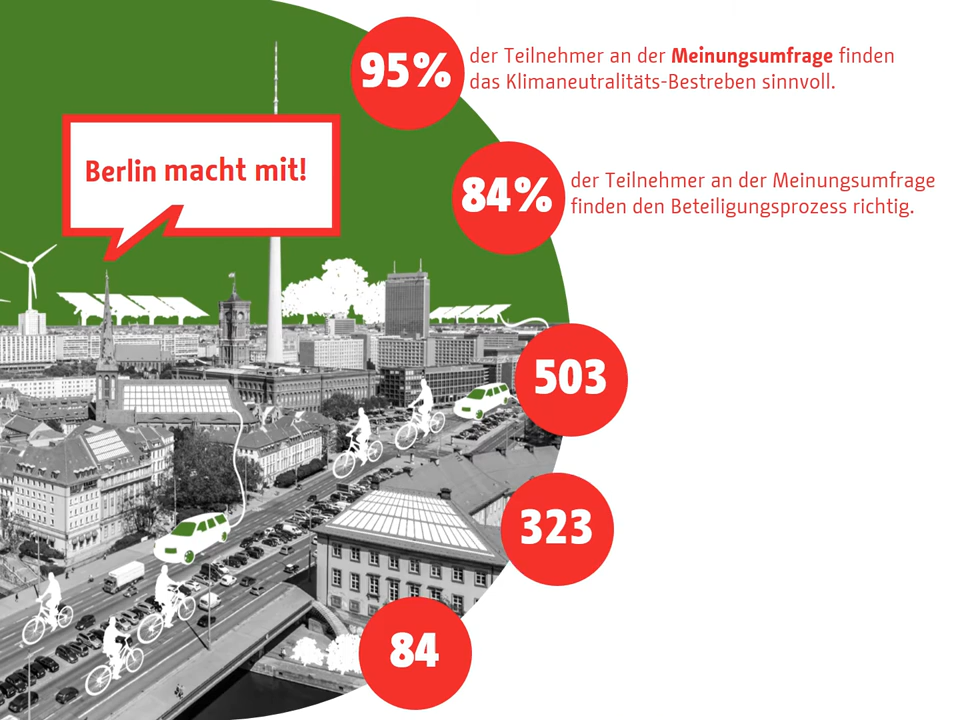 95%
der Teilnehmer an der Meinungsumfrage finden
das Klimaneutralitäts-Bestreben sinnvoll.
Berlin macht mit!
84%
der Teilnehmer an der Meinungsumfrage
finden den Beteiligungsprozess richtig.
503
323
84